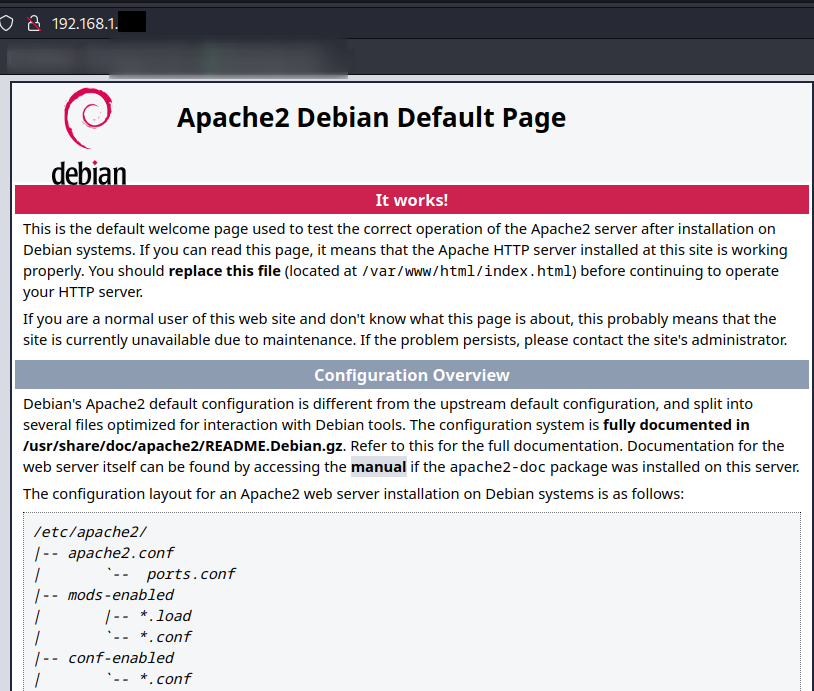 192.168.1.
Apache2 Debian Default Page
debian
It works!
This is the default welcome page used to test the correct operation of the Apache2 server after installation on
Debian systems. If you can read this page, it means that the Apache HTTP server installed at this site is working
properly. You should replace this file (located at /var/www/html/index.html) before continuing to operate
your HTTP server.
If you are a normal user of this web site and don't know what this page is about, this probably means that the
site is currently unavailable due to maintenance. If the problem persists, please contact the site's administrator.
Configuration Overview
Debian's Apache2 default configuration is different from the upstream default configuration, and split into
several files optimized for interaction with Debian tools. The configuration system is fully documented in
/usr/share/doc/apache2/README.Debian.gz. Refer to this for the full documentation. Documentation for the
web server itself can be found by accessing the manual if the apache2-doc package was installed on this server.
The configuration layout for an Apache2 web server installation on Debian systems is as follows:
/etc/apache2/
|-- apache2.conf
|       `--  ports.conf
|-- mods-enabled
|       |-- *.load
|       `-- *.conf
|-- conf-enabled
|       `-- *.conf